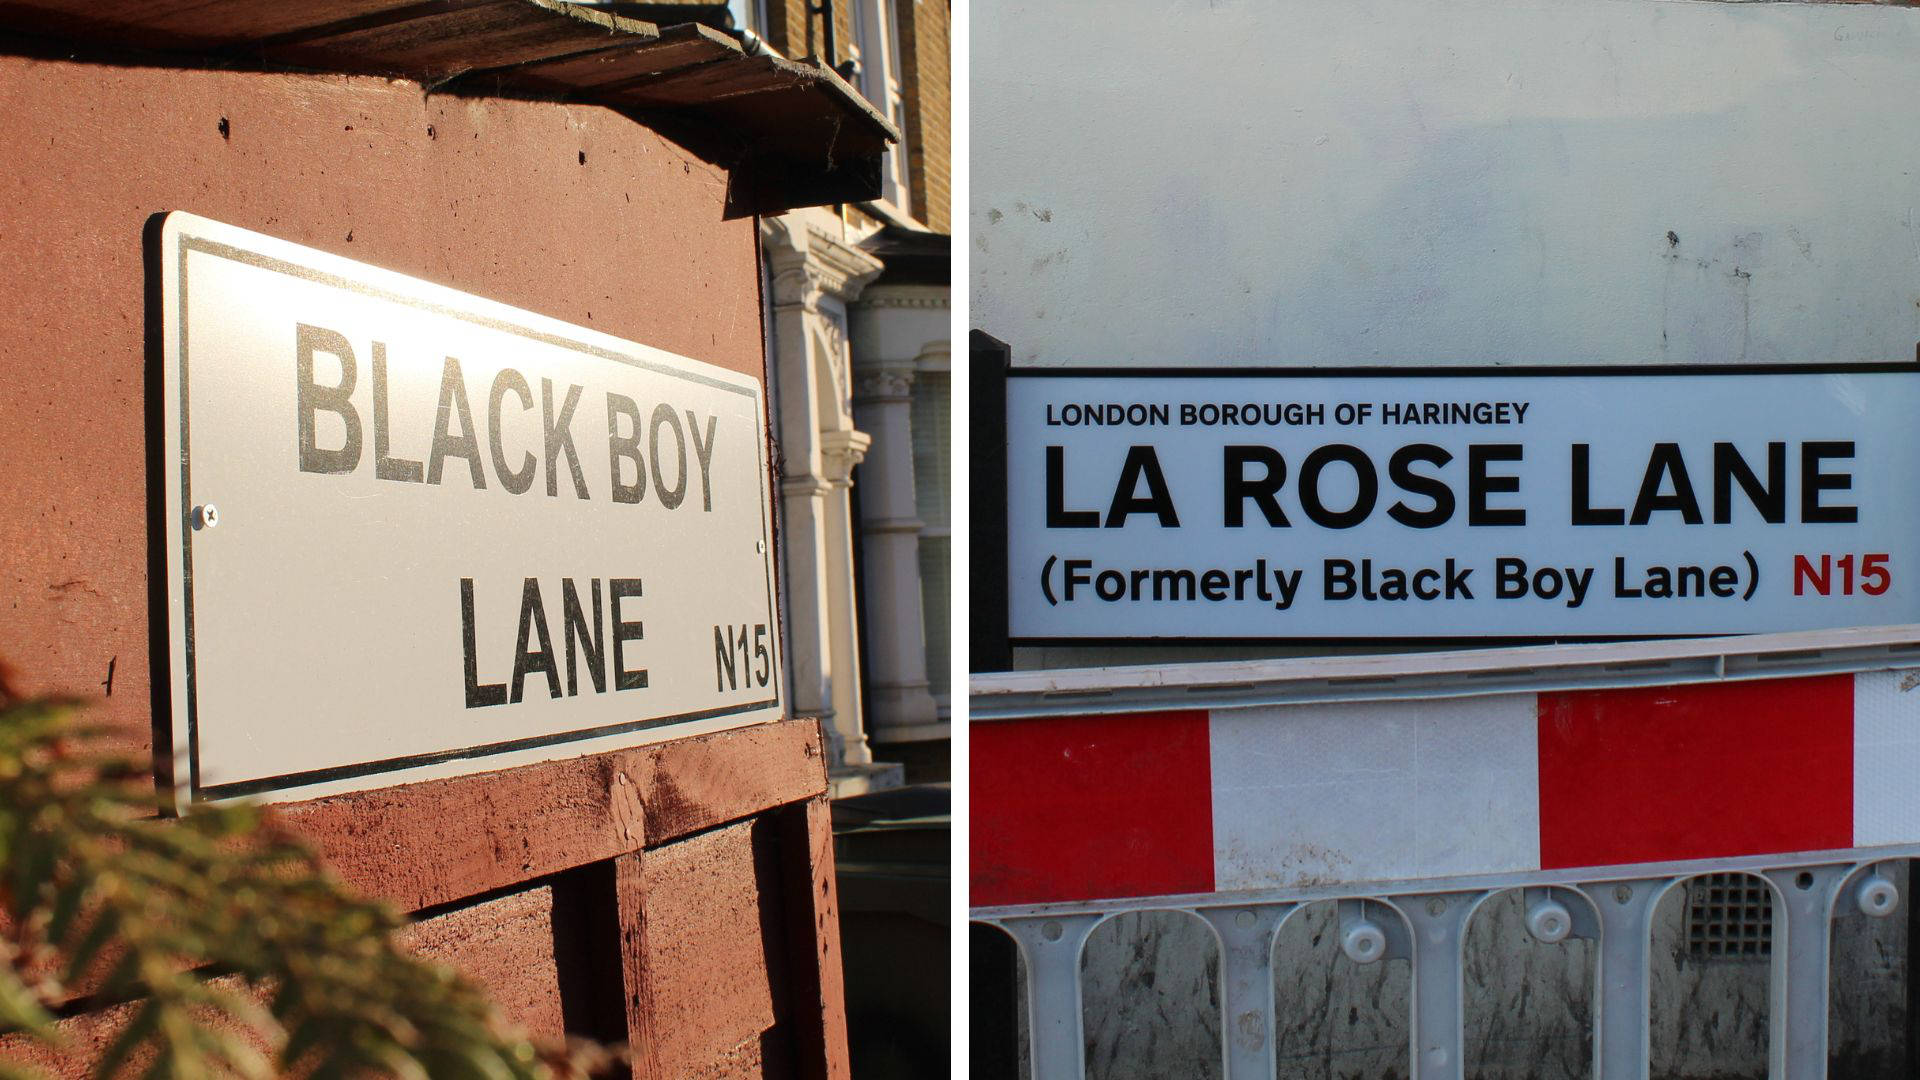 BLACK BOY
LANE
N15
LONDON BOROUGH OF HARINGEY
LA ROSE LANE
(Formerly Black Boy Lane) N15